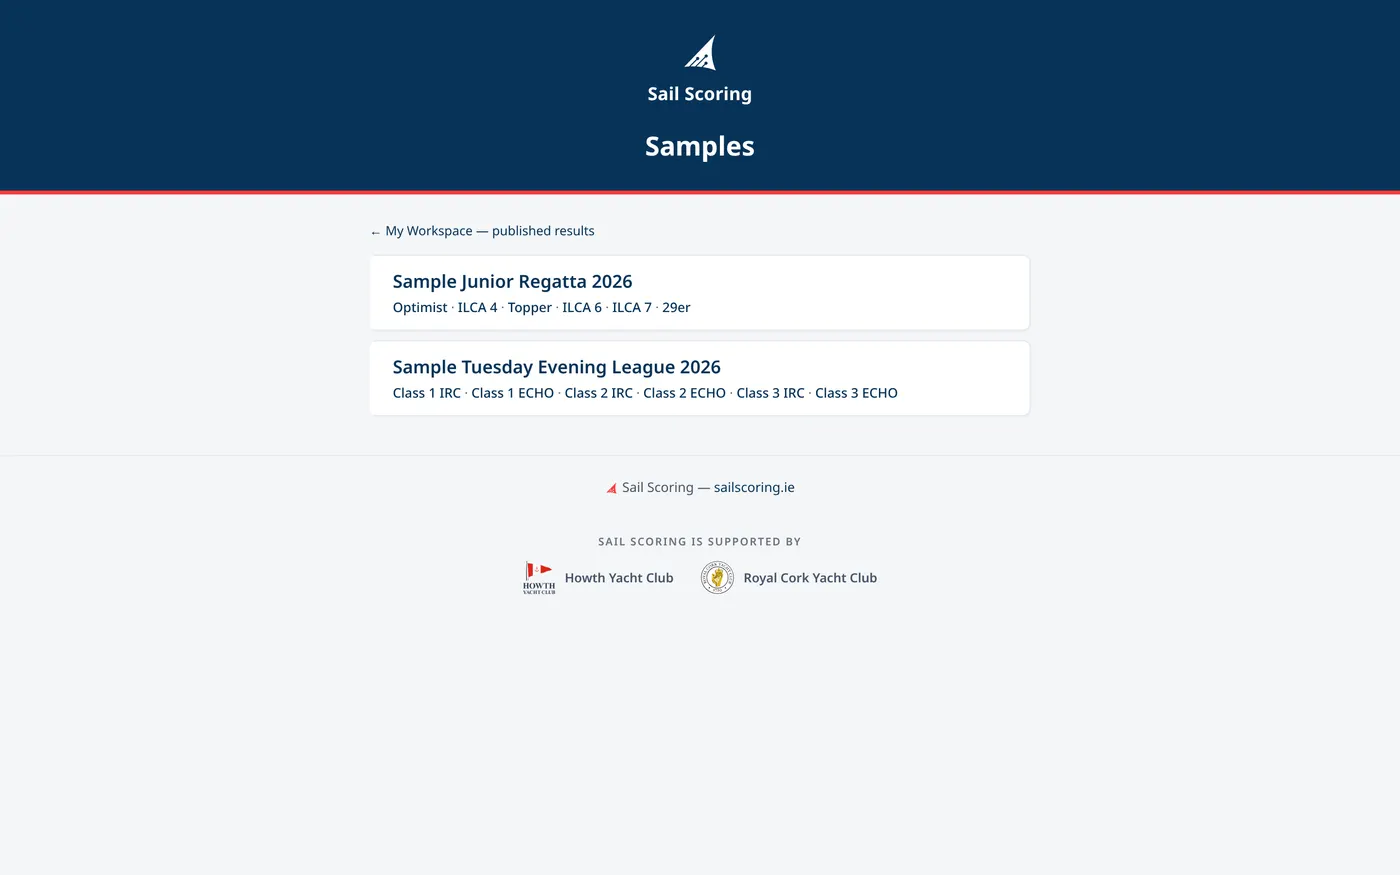 Sail Scoring
Samples
← My Workspace — published results
Sample Junior Regatta 2026
Optimist · ILCA 4 · Topper · ILCA 6 · ILCA 7 · 29er
Sample Tuesday Evening League 2026
Class 1 IRC · Class 1 ECHO · Class 2 IRC · Class 2 ECHO · Class 3 IRC · Class 3 ECHO
Sail Scoring — sailscoring.ie
SAIL SCORING IS SUPPORTED BY
HOWTH
YACHT CLUB
Howth Yacht Club
Royal Cork Yacht Club